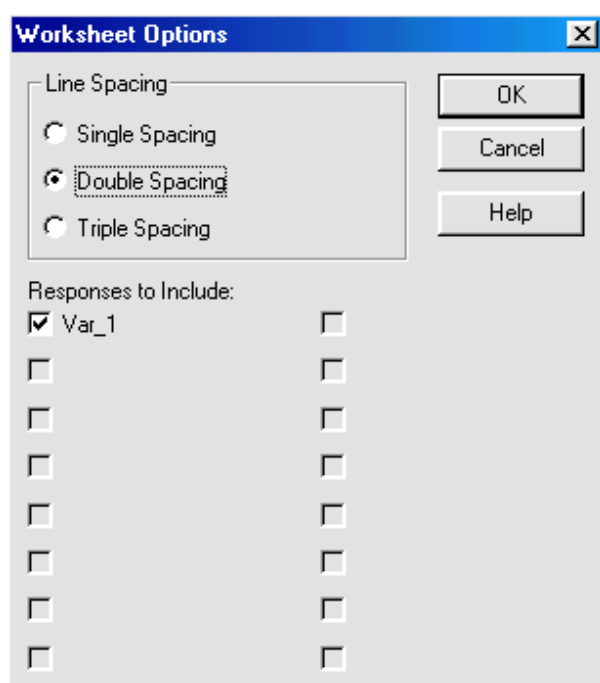 Worksheet Options
Line Spacing
Single Spacing
Double Spacing
Triple Spacing
OK
Cancel
Help
Responses to Include:
Var_1